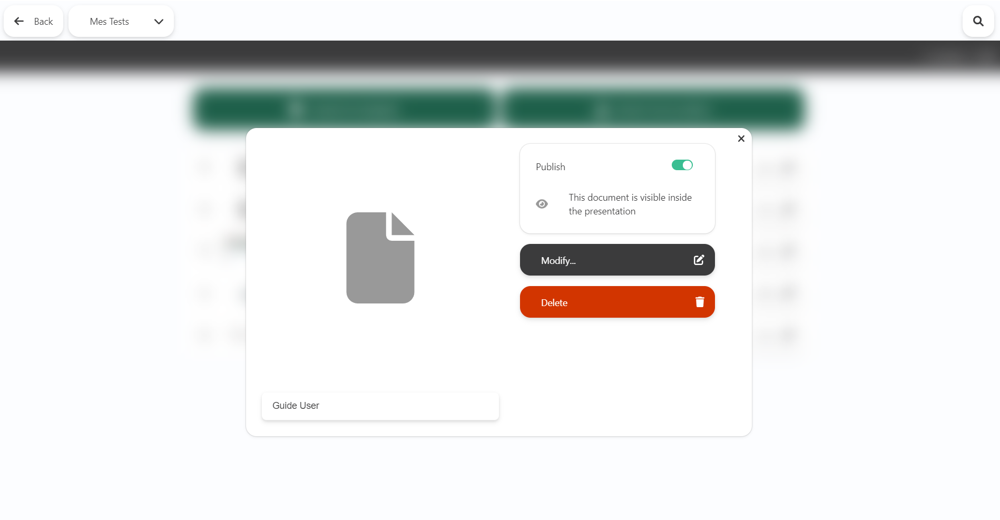 Back
Mes Tests
Publish
This document is visible inside
the presentation
Modify...
Delete
Guide User